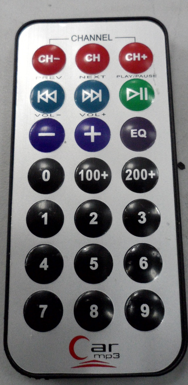 CHANNEL
CH- CH CH+
PREV NEXT PLAY/PAUSE
VOL- VOL+
EQ
0 100+ 200+
1 2 3
4 5 6
7 8 9
Car
mp3